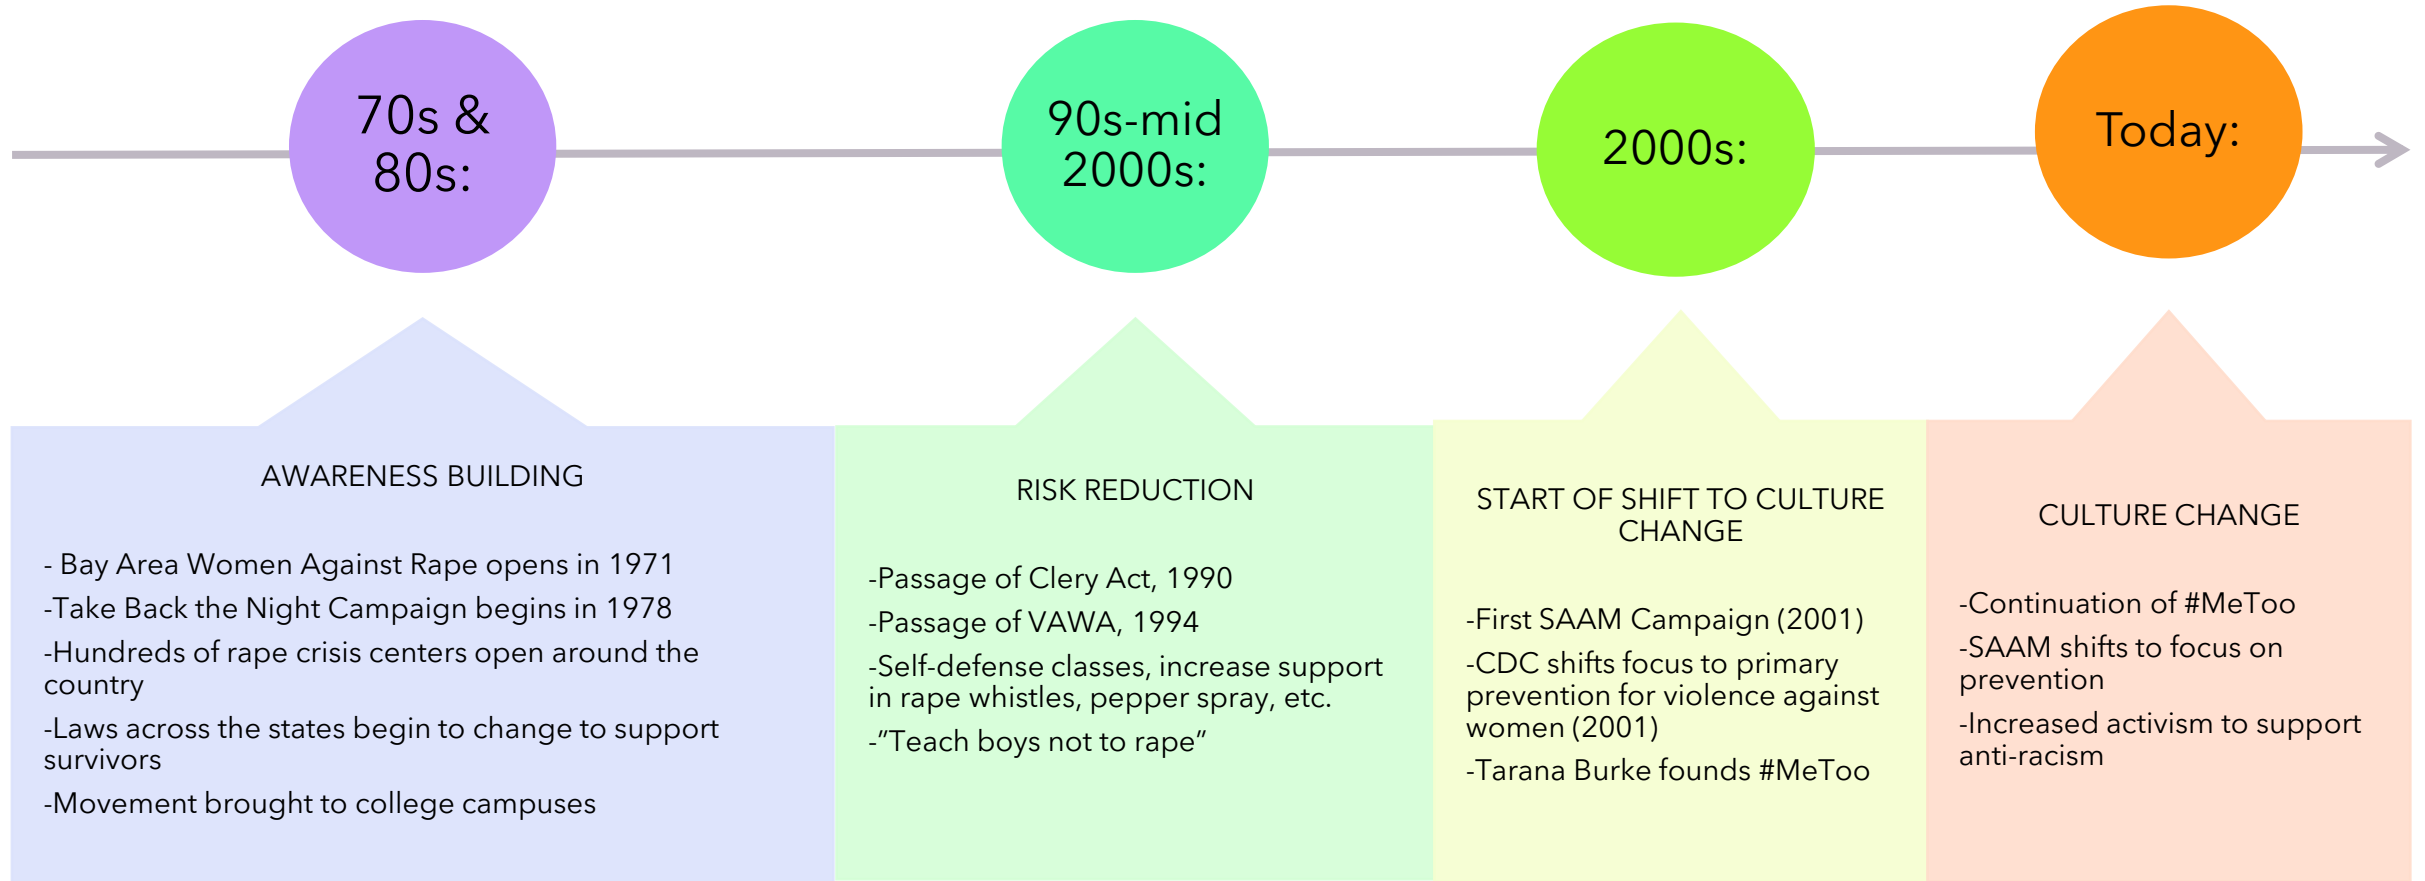 70s &
80s:
90s-mid
2000s:
2000s:
Today:
AWARENESS BUILDING
- Bay Area Women Against Rape opens in 1971
-Take Back the Night Campaign begins in 1978
-Hundreds of rape crisis centers open around the
country
-Laws across the states begin to change to support
survivors
-Movement brought to college campuses
RISK REDUCTION
-Passage of Clery Act, 1990
-Passage of VAWA, 1994
-Self-defense classes, increase support
in rape whistles, pepper spray, etc.
-”Teach boys not to rape”
START OF SHIFT TO CULTURE
CHANGE
-First SAAM Campaign (2001)
-CDC shifts focus to primary
prevention for violence against
women (2001)
-Tarana Burke founds #MeToo
CULTURE CHANGE
-Continuation of #MeToo
-SAAM shifts to focus on
prevention
-Increased activism to support
anti-racism